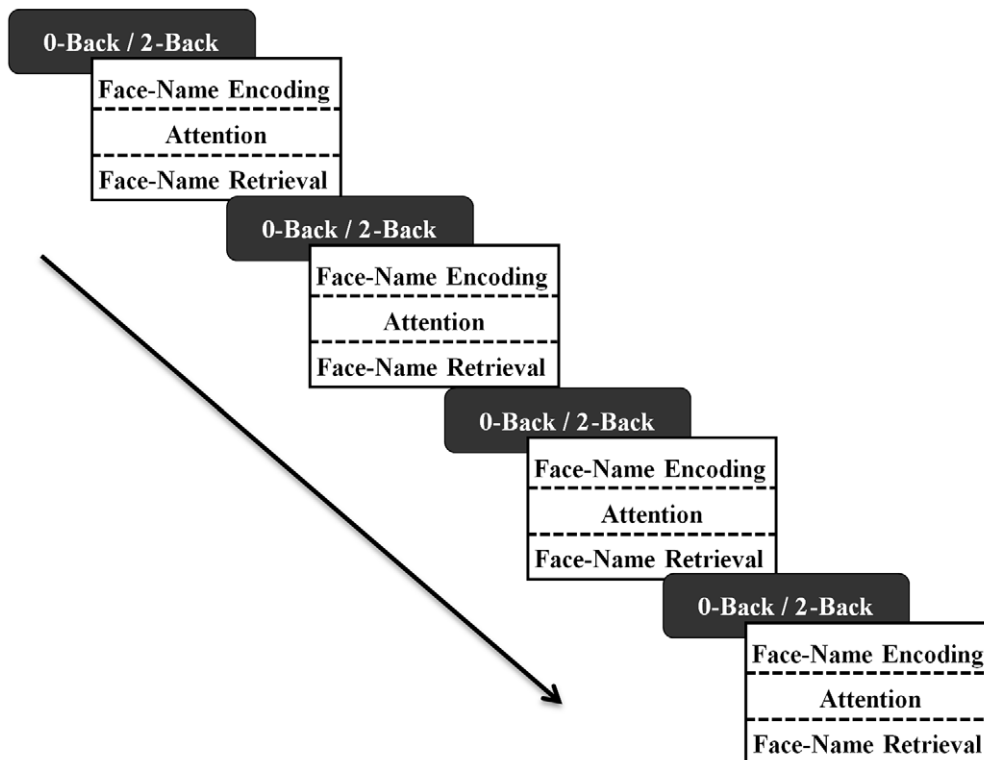 0-Back / 2-Back
Face-Name Encoding
Attention
Face-Name Retrieval
0-Back / 2-Back
Face-Name Encoding
Attention
Face-Name Retrieval
0-Back / 2-Back
Face-Name Encoding
Attention
Face-Name Retrieval
0-Back / 2-Back
Face-Name Encoding
Attention
Face-Name Retrieval